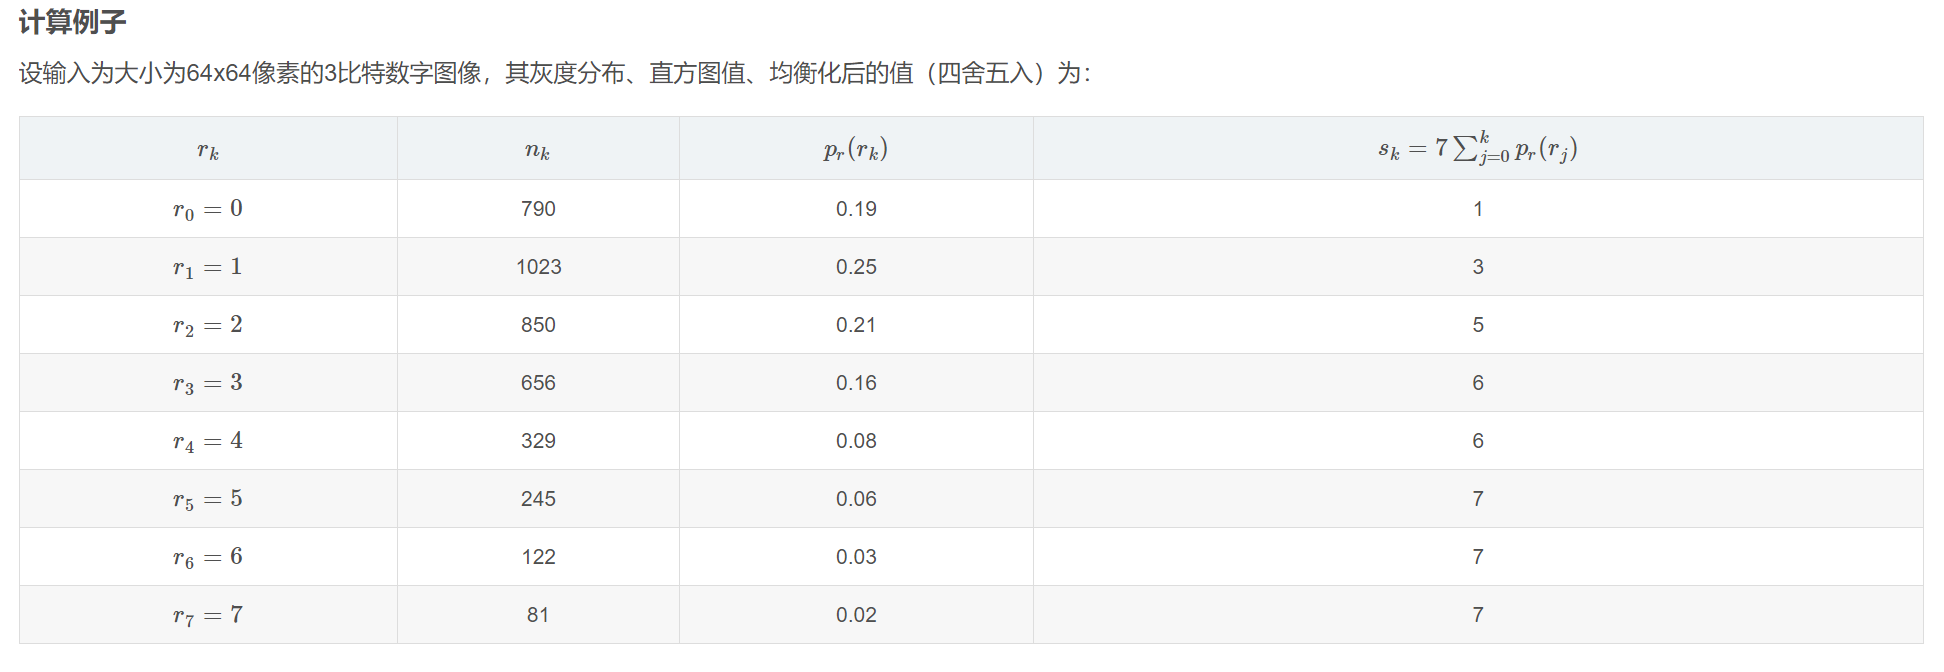 计算例子
设输入为大小为64x64像素的3比特数字图像，其灰度分布、直方图值、均衡化后的值（四舍五入）为：
r_k n_k p_r(r_k) s_k = 7∑_{j=0}^{k} p_r(r_j)
r_0 = 0 790 0.19 1
r_1 = 1 1023 0.25 3
r_2 = 2 850 0.21 5
r_3 = 3 656 0.16 6
r_4 = 4 329 0.08 6
r_5 = 5 245 0.06 7
r_6 = 6 122 0.03 7
r_7 = 7 81 0.02 7